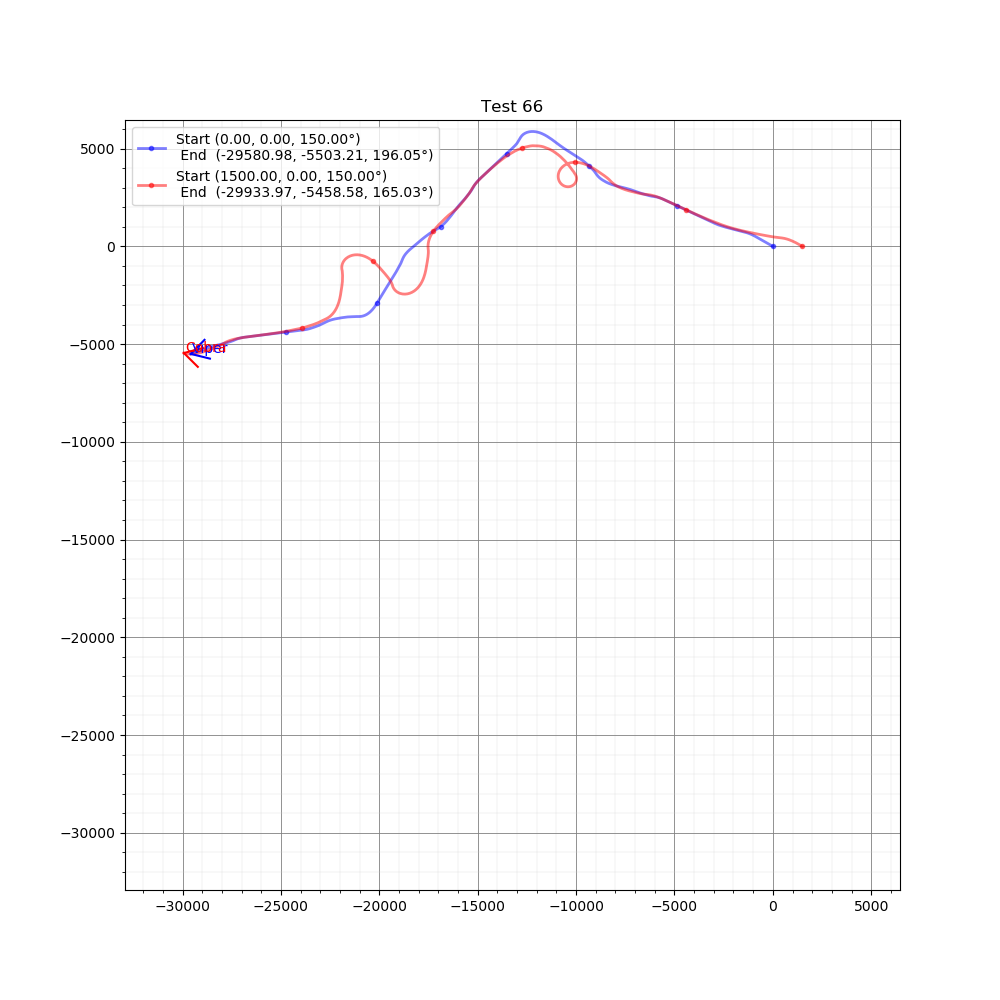 Test 66
Start (0.00, 0.00, 150.00°)
End (-29580.98, -5503.21, 196.05°)
Start (1500.00, 0.00, 150.00°)
End (-29933.97, -5458.58, 165.03°)
5000
0
−5000
−10000
−15000
−20000
−25000
−30000
−30000 −25000 −20000 −15000 −10000 −5000 0 5000